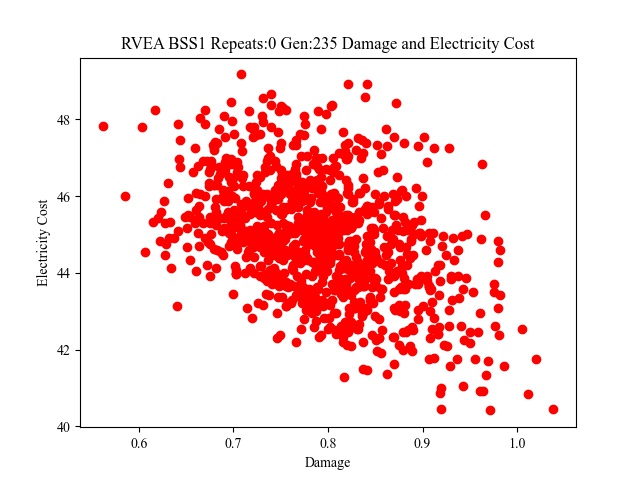 RVEA BSS1 Repeats:0 Gen:235 Damage and Electricity Cost
48
46
44
42
40
Electricity Cost
0.6 0.7 0.8 0.9 1.0
Damage